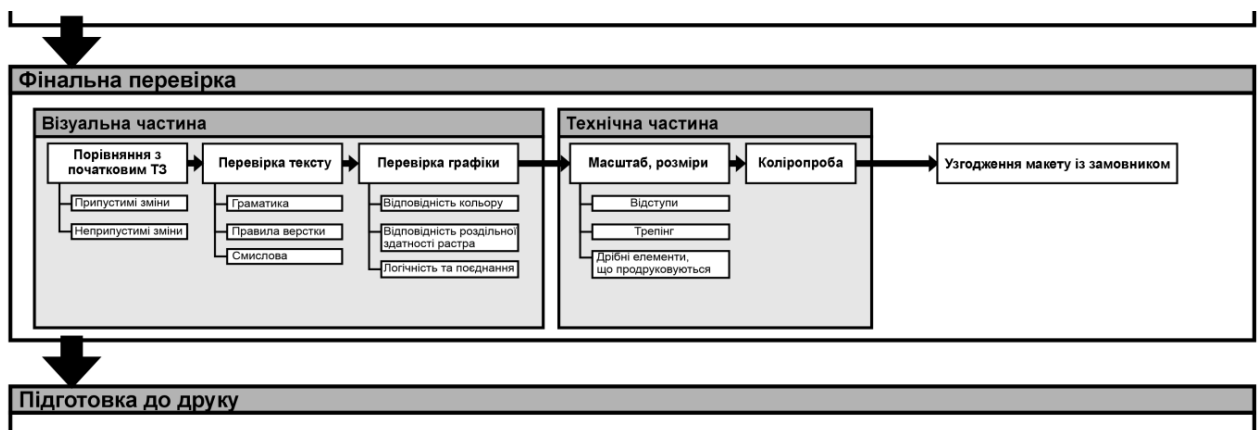 Фінальна перевірка
Візуальна частина
Порівняння з
початковим ТЗ
Припустимі зміни
Неприпустимі зміни
Перевірка тексту
Граматика
Правила верстки
Смислова
Перевірка графіки
Відповідність кольору
Відповідність роздільної
здатності растра
Логічність та поєднання
Технічна частина
Масштаб, розміри
Відступи
Трепінг
Дрібні елементи,
що продруковуються
Коліропроба
Узгодження макету із замовником
Підготовка до друку